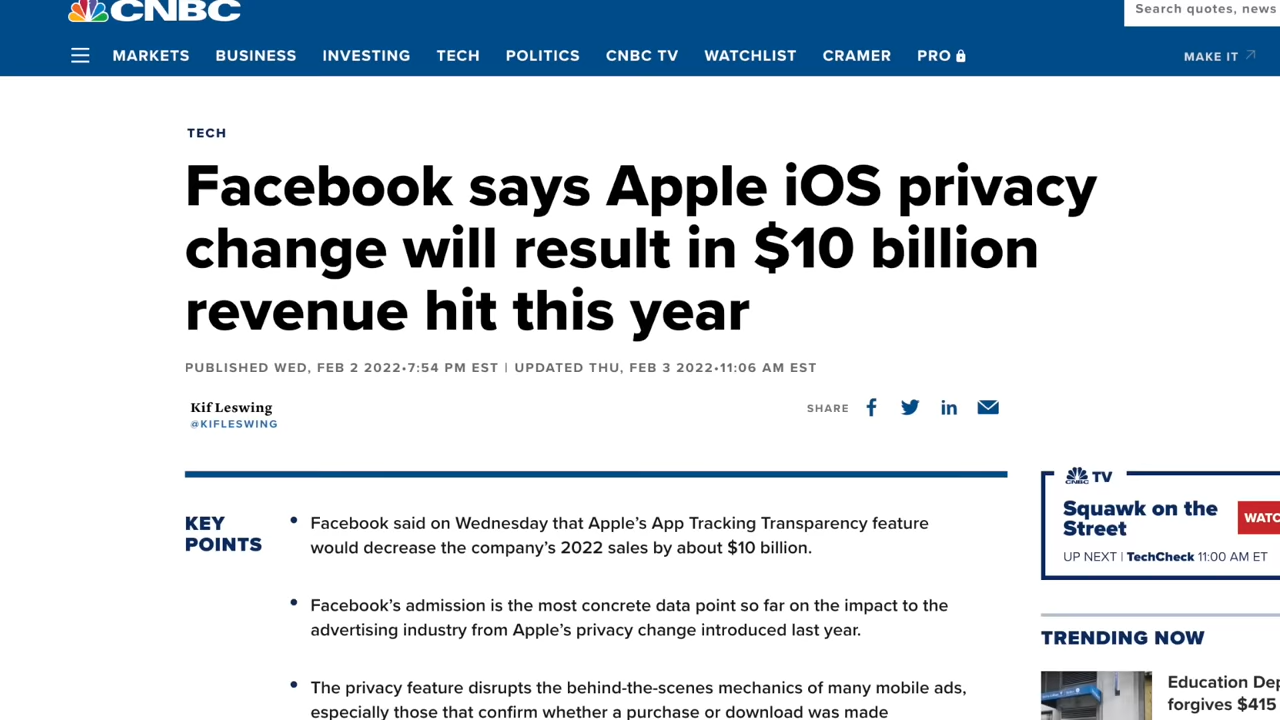 CNBC
Search quotes, news
MARKETS BUSINESS INVESTING TECH POLITICS CNBC TV WATCHLIST CRAMER PRO
MAKE IT
TECH
Facebook says Apple iOS privacy
change will result in $10 billion
revenue hit this year
PUBLISHED WED, FEB 2 2022•7:54 PM EST | UPDATED THU, FEB 3 2022•11:06 AM EST
Kif Leswing
@KIFLESWING
SHARE
KEY
POINTS
• Facebook said on Wednesday that Apple’s App Tracking Transparency feature
would decrease the company’s 2022 sales by about $10 billion.
• Facebook’s admission is the most concrete data point so far on the impact to the
advertising industry from Apple’s privacy change introduced last year.
• The privacy feature disrupts the behind-the-scenes mechanics of many mobile ads,
especially those that confirm whether a purchase or download was made
CNBC TV
Squawk on the
Street
WATC
UP NEXT | TechCheck 11:00 AM ET
TRENDING NOW
Education Dep
forgives $415